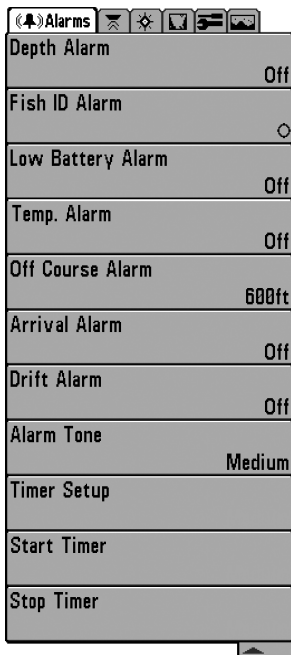 Alarms
Depth Alarm
Off
Fish ID Alarm
Low Battery Alarm
Off
Temp. Alarm
Off
Off Course Alarm
600ft
Arrival Alarm
Off
Drift Alarm
Off
Alarm Tone
Medium
Timer Setup
Start Timer
Stop Timer